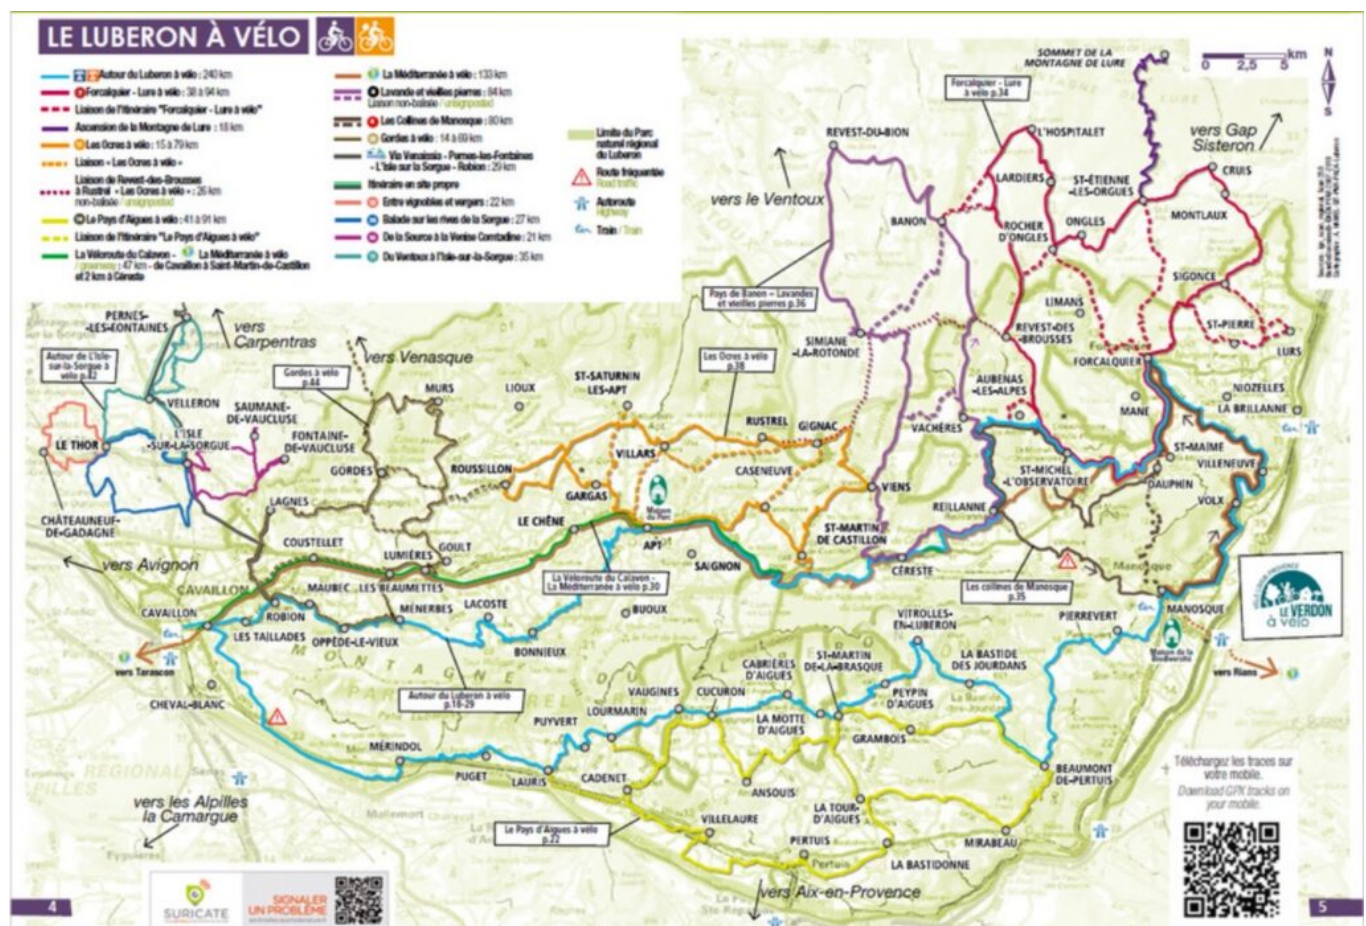 LE LUBERON À VÉLO
Autour du Luberon à vélo : 240 km
Forcalquier - Lure à vélo : 38 à 94 km
Liaison de l'itinéraire "Forcalquier - Lure à vélo"
Ascension de la Montagne de Lure : 18 km
Les Ocres à vélo : 15 à 79 km
Liaison « Les Ocres à vélo »
Liaison de Revest-des-Brousses
à Rustrel « Les Ocres à vélo » : 26 km
non-balisée / unsignposted
Le Pays d'Aigues à vélo : 41 à 91 km
Liaison de l'itinéraire "Le Pays d'Aigues à vélo"
La Véloroute du Calavon - La Méditerranée à vélo
/ greenway : 47 km - de Cavaillon à Saint-Martin-de-Castillon
et 2 km à Céreste
La Méditerranée à vélo : 133 km
Lavande et vieilles pierres : 84 km
Liaison non-balisée / unsignposted
Les Collines de Manosque : 80 km
Gordes à vélo : 14 à 69 km
Via Venaissia - Pernes-les-Fontaines
- L'Isle sur la Sorgue - Robion : 29 km
Itinéraire en site propre
Entre vignobles et vergers : 22 km
Balade sur les rives de la Sorgue : 27 km
De la Source à la Venise Comtadine : 21 km
Du Ventoux à l'Isle-sur-la-Sorgue : 35 km
Limite du Parc
naturel régional
du Luberon
Route fréquentée
Road traffic
Autoroute
Highway
Train / Train
SOMMET DE LA
MONTAGNE DE LURE
km
0 2,5 5
N
S
Forcalquier - Lure
à vélo p.34
vers Gap
Sisteron
REVEST-DU-BION
L'HOSPITALET
CRUIS
LARDIERS
ST-ÉTIENNE
-LES-ORGUES
vers le Ventoux
BANON
MONTLAUX
ROCHER
D'ONGLES
ONGLES
SIGONCE
Pays de Banon – Lavandes
et vieilles pierres p.36
LIMANS
ST-PIERRE
LURS
PERNES-
-LES-FONTAINES
vers
Carpentras
vers Venasque
SIMIANE
-LA-ROTONDE
REVEST-DES
-BROUSSES
FORCALQUIER
Autour de L'Isle-
sur-la-Sorgue à
vélo p.42
Gordes à vélo
p.44
Les Ocres à vélo
p.38
MURS
LIOUX
ST-SATURNIN
LES-APT
AUBENAS
-LES-ALPES
NIOZELLES
MANE
LA BRILLANNE
VELLERON
SAUMANE-
DE-VAUCLUSE
LE THOR
L'ISLE
-SUR-LA-SORGUE
FONTAINE-
DE-VAUCLUSE
RUSTREL
GIGNAC
VACHÈRES
GORDES
ROUSSILLON
VILLARS
CASENEUVE
ST-MAIME
VILLENEUVE
ST-MICHEL
-L'OBSERVATOIRE
DAUPHIN
GARGAS
Maison
du Parc
VIENS
LAGNES
REILLANNE
VOLX
CHÂTEAUNEUF-
DE-GADAGNE
LE CHÊNE
APT
ST-MARTIN
DE CASTILLON
COUSTELLET
LUMIÈRES
GOULT
SAIGNON
CÉRESTE
vers Avignon
CAVAILLON
MAUBEC
LES BEAUMETTES
La Véloroute du Calavon -
La Méditerranée à vélo p.30
Les collines de Manosque
p.35
Manosque
LE VERDON
à vélo
CAVAILLON
ROBION
MÉNERBES
LACOSTE
BUOUX
VITROLLES-
EN-LUBERON
PIERREVERT
MANOSQUE
LES TAILLADES
OPPÈDE-LE-VIEUX
BONNIEUX
Maison de la
Biodiversité
vers Tarascon
vers Rians
MONTAGNE DU
CABRIÈRES
D'AIGUES
ST-MARTIN
DE-LA-BRASQUE
LA BASTIDE
DES JOURDANS
Autour du Luberon à vélo
p.18-29
CHEVAL-BLANC
VAUGINES
CUCURON
PEYPIN
D'AIGUES
PUYVERT
LOURMARIN
LA MOTTE
D'AIGUES
GRAMBOIS
MÉRINDOL
PUGET
LAURIS
CADENET
ANSOUIS
BEAUMONT
DE-PERTUIS
vers les Alpilles
la Camargue
LA TOUR-
D'AIGUES
Le Pays d'Aigues à vélo
p.22
VILLELAURE
PERTUIS
Pertuis
MIRABEAU
LA BASTIDONNE
vers Aix-en-Provence
Téléchargez les traces sur
votre mobile.
Download GPX tracks on
your mobile.
SURICATE
SIGNALER
UN PROBLÈME
4
5